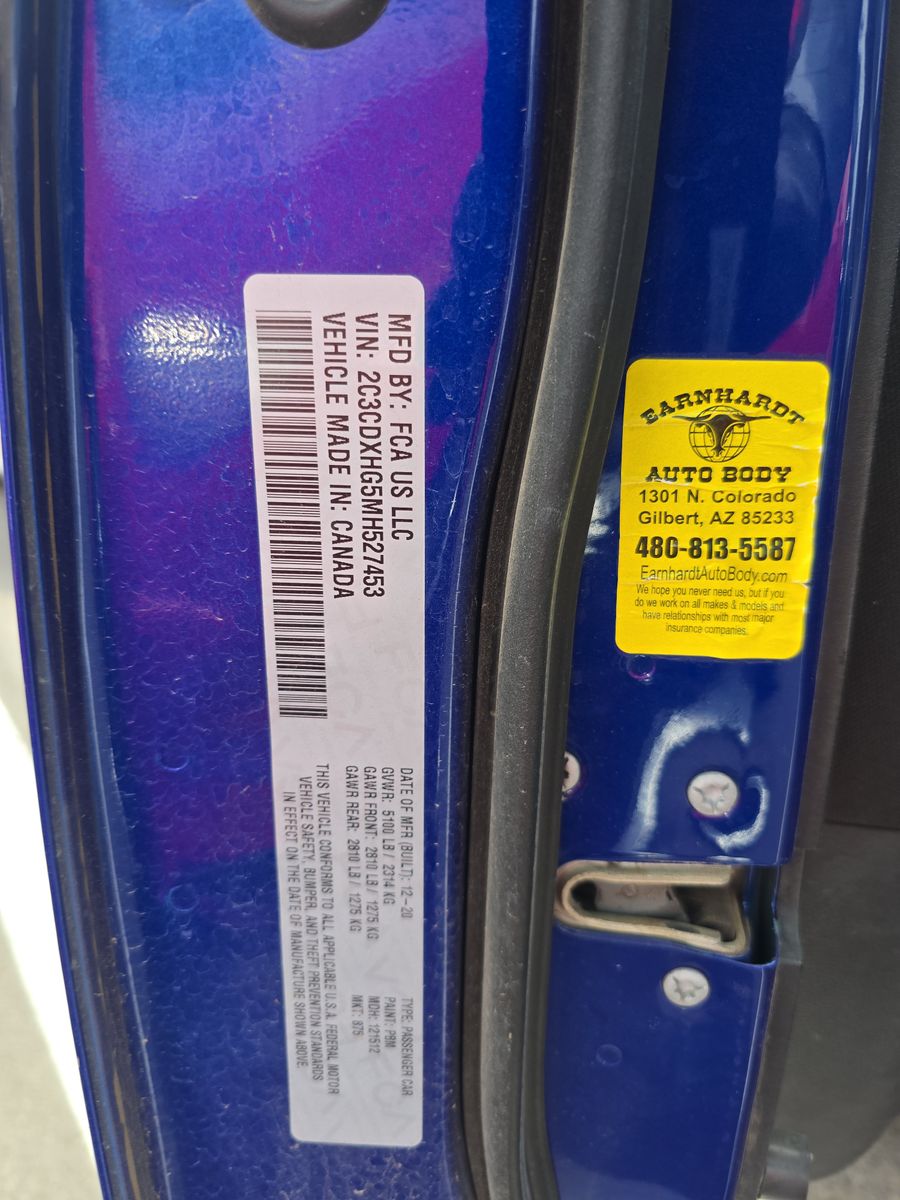 MFD BY: FCA US LLC
VIN: 2C3CDXHG5MH527453
VEHICLE MADE IN: CANADA
DATE OF MFR (BUILT): 12-20
GVWR: 5100 LB / 2314 KG
GAWR FRONT: 2810 LB / 1275 KG
GAWR REAR: 2810 LB / 1275 KG
TYPE: PASSENGER CAR
PAINT: PBM
MDH: 121512
MKT: 875
THIS VEHICLE CONFORMS TO ALL APPLICABLE U.S.A. FEDERAL MOTOR
VEHICLE SAFETY, BUMPER, AND THEFT PREVENTION STANDARDS
IN EFFECT ON THE DATE OF MANUFACTURE SHOWN ABOVE.
EARNHARDT
AUTO BODY
1301 N. Colorado
Gilbert, AZ 85233
480-813-5587
EarnhardtAutoBody.com
We hope you never need us, but if you
do we work on all makes & models and
have relationships with most major
insurance companies.